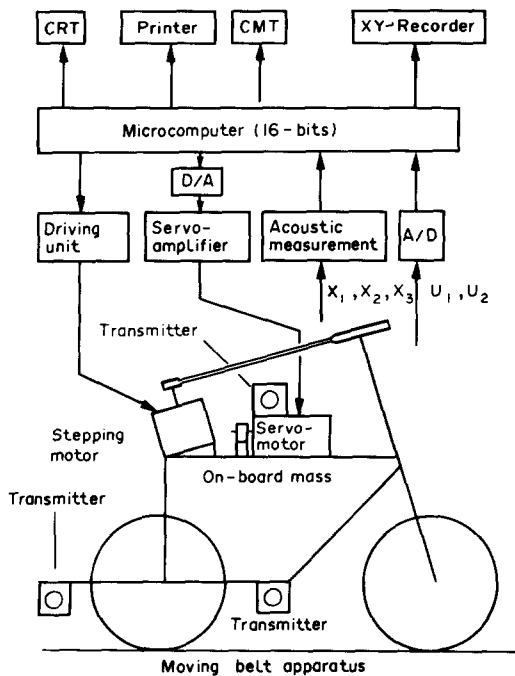 CRT
Printer
CMT
XY-Recorder
Microcomputer (16-bits)
D/A
Driving
unit
Servo-
amplifier
Acoustic
measurement
A/D
X₁, X₂, X₃
U₁, U₂
Transmitter
Stepping
motor
Servo-
motor
On-board mass
Transmitter
Transmitter
Moving belt apparatus